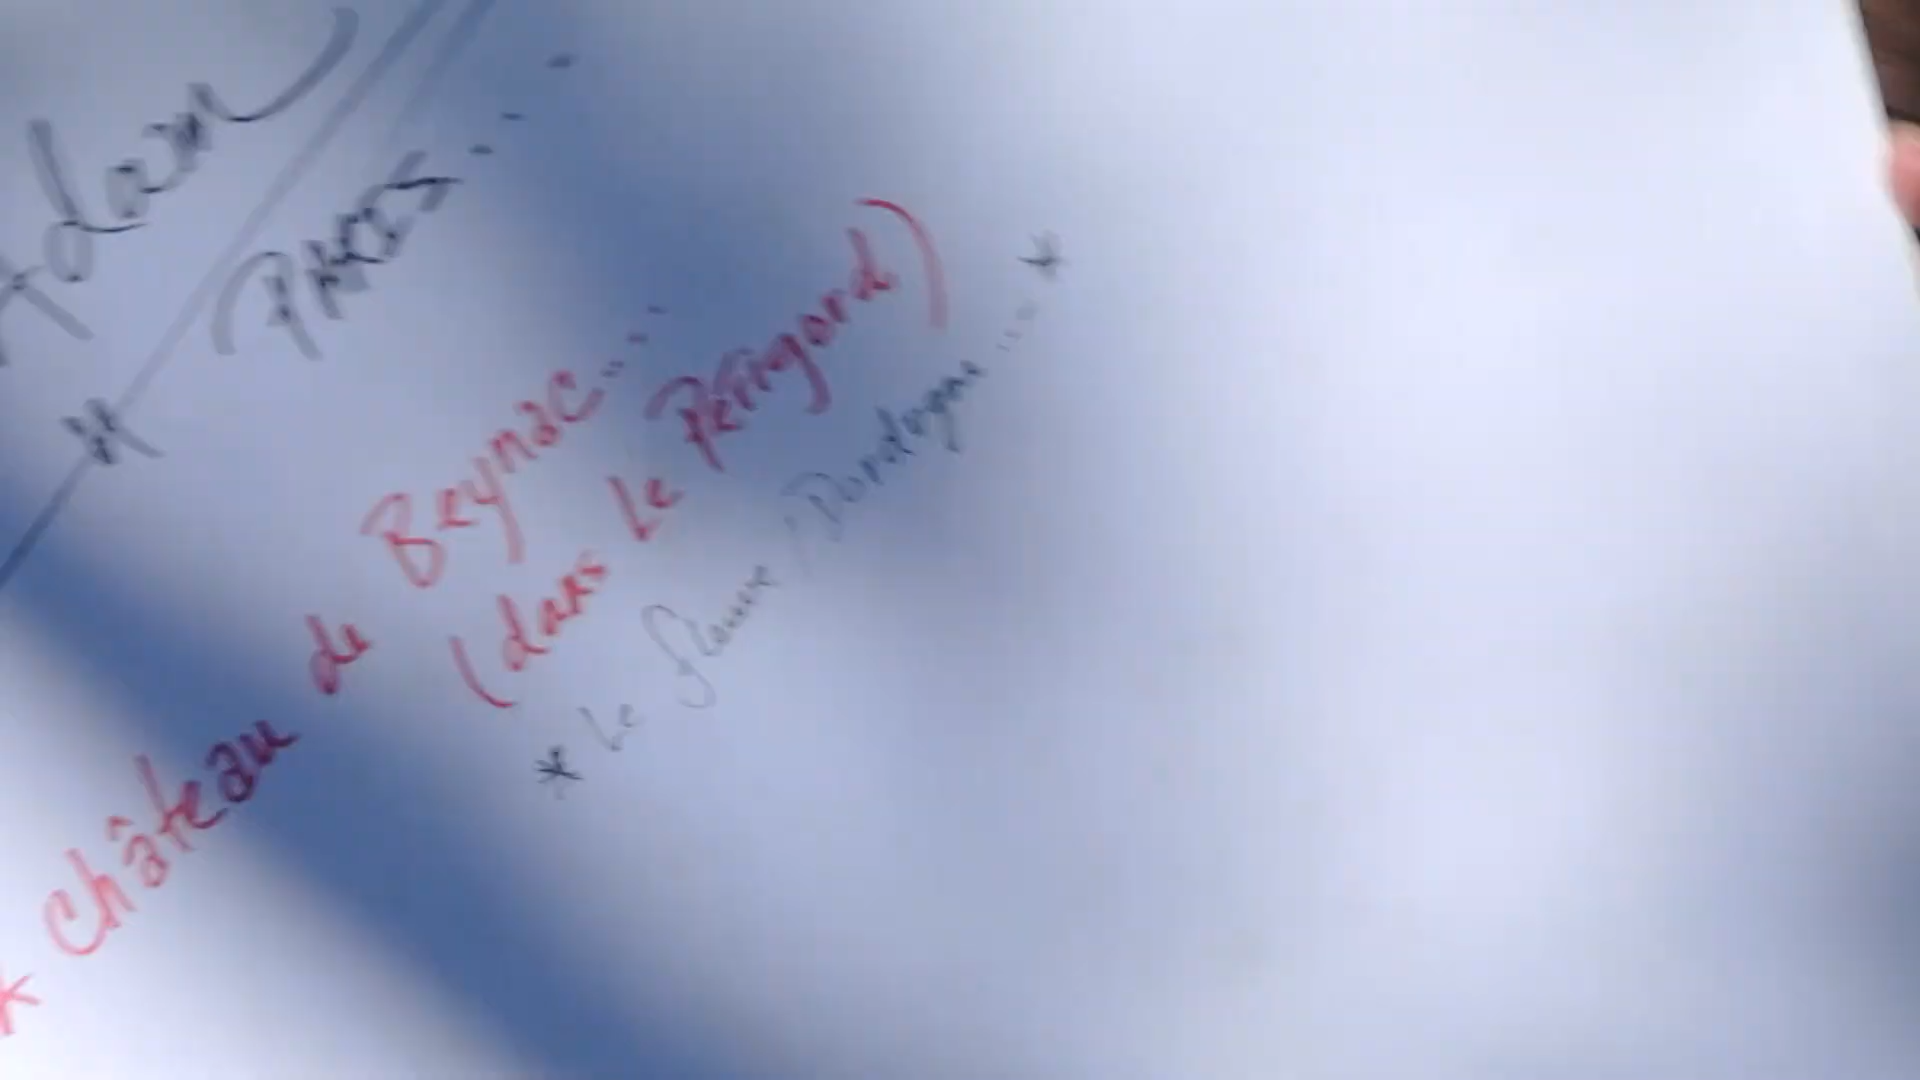 Adam
* PARIS...
* château de Beynac...
(dans le Périgord)
* Le fleuve / Dordogne ... *